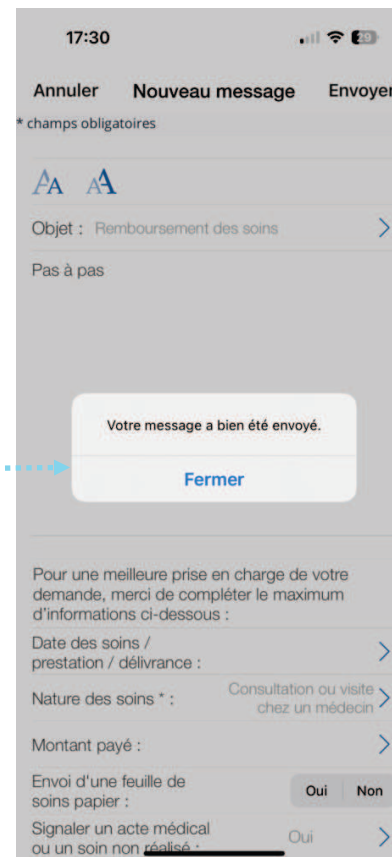 17:30
29
Annuler Nouveau message Envoyer
* champs obligatoires
AA AA
Objet : Remboursement des soins
Pas à pas
Votre message a bien été envoyé.
Fermer
Pour une meilleure prise en charge de votre
demande, merci de compléter le maximum
d'informations ci-dessous :
Date des soins /
prestation / délivrance :
Nature des soins * : Consultation ou visite
chez un médecin
Montant payé :
Envoi d'une feuille de
soins papier : Oui Non
Signaler un acte médical
ou un soin non réalisé : Oui